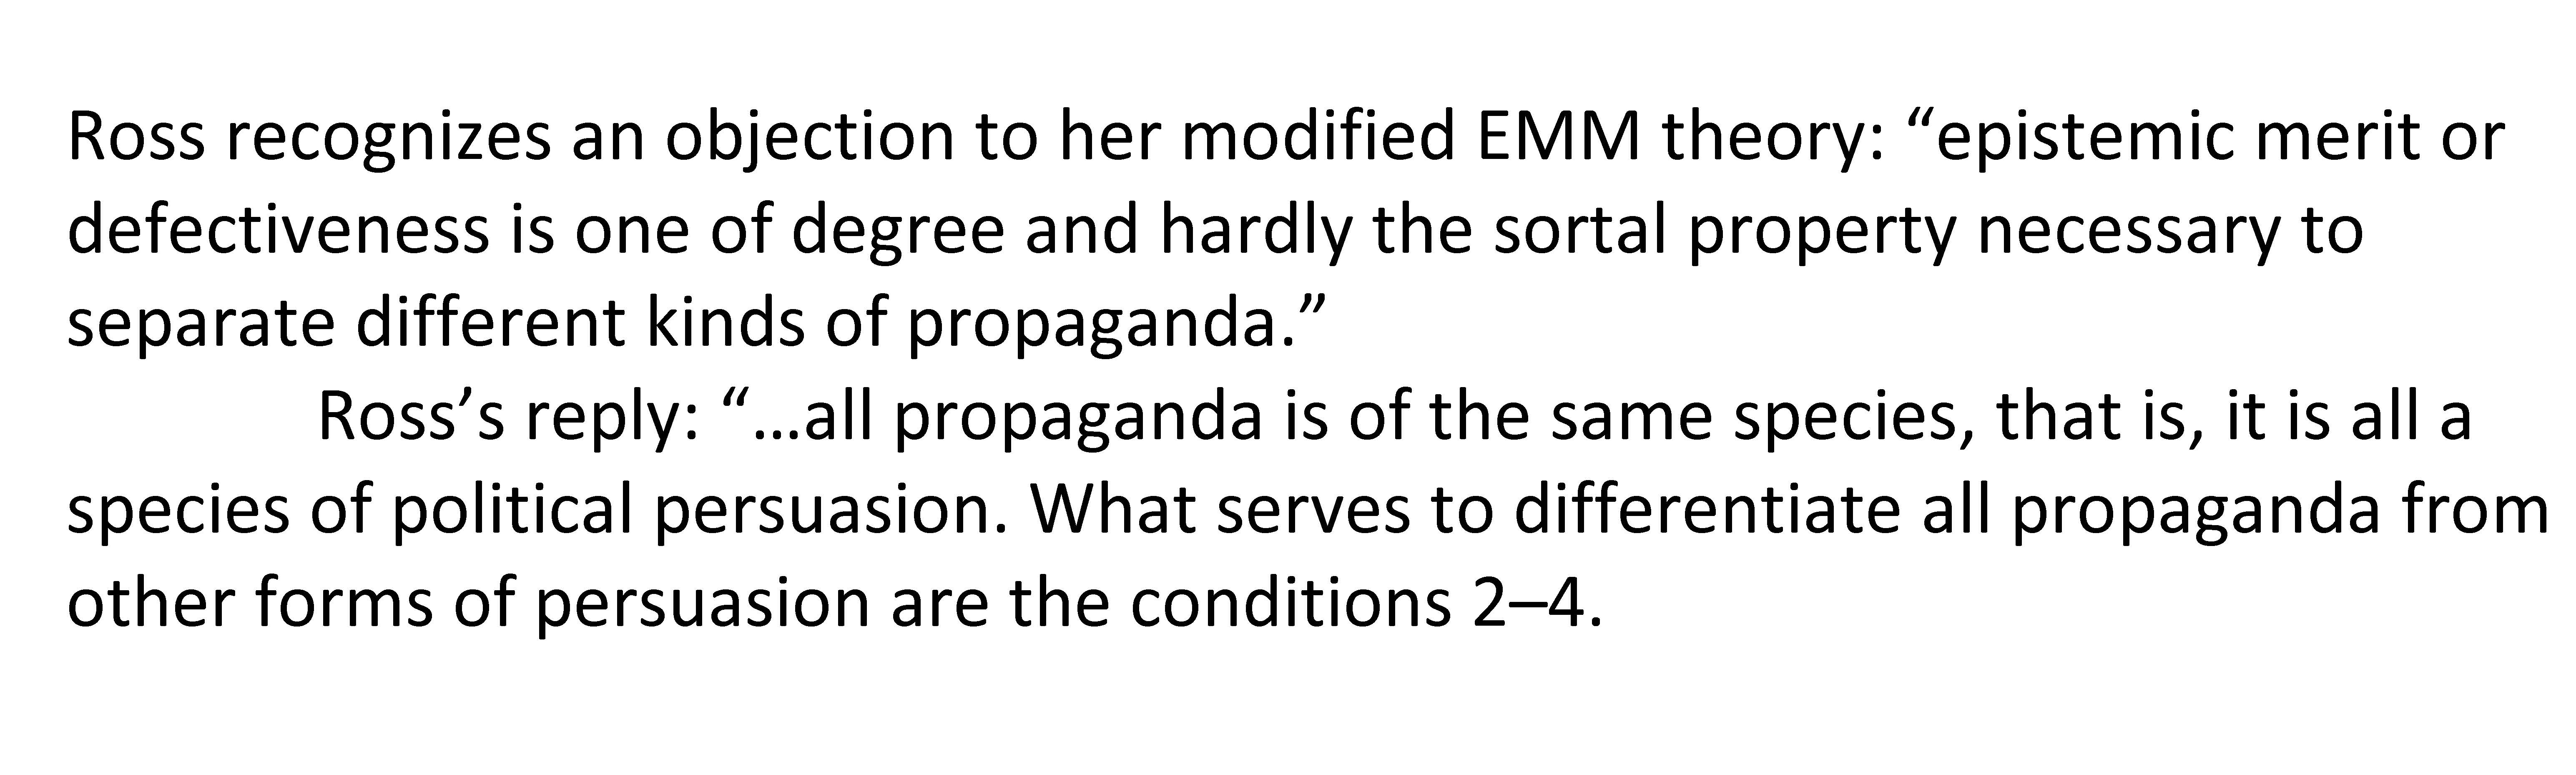 Ross recognizes an objection to her modified EMM theory: “epistemic merit or
defectiveness is one of degree and hardly the sortal property necessary to
separate different kinds of propaganda.”
Ross’s reply: “…all propaganda is of the same species, that is, it is all a
species of political persuasion. What serves to differentiate all propaganda from
other forms of persuasion are the conditions 2–4.